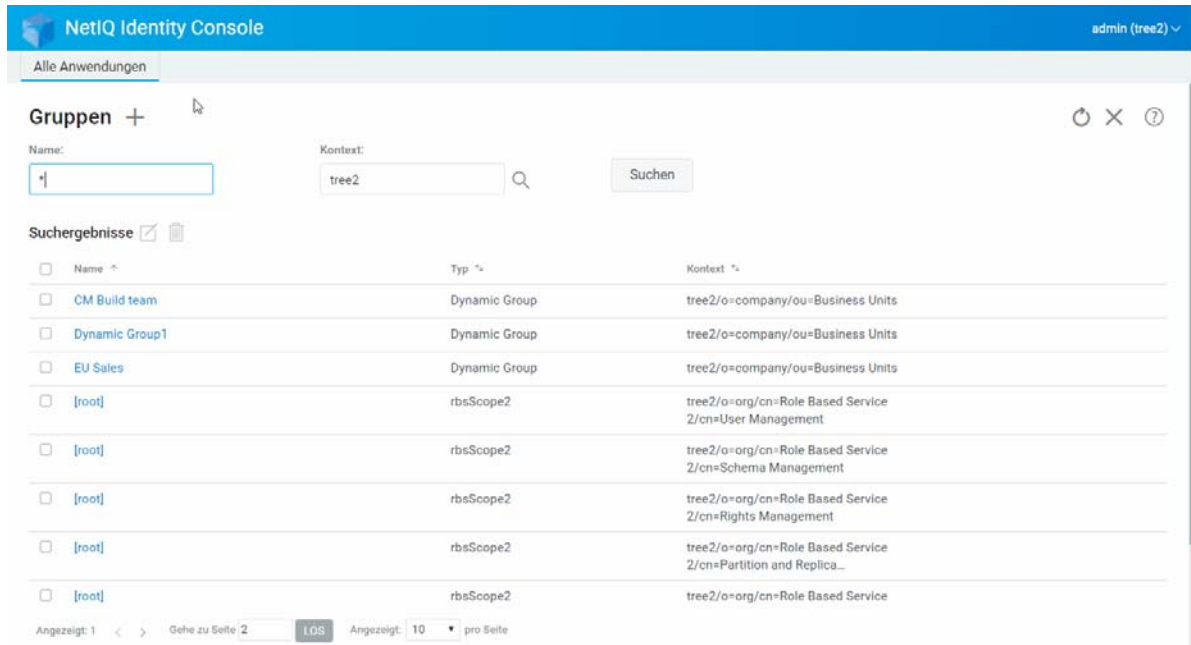 NetIQ Identity Console
admin (tree2)
Alle Anwendungen
Gruppen
Name:
Kontext:
*
tree2
Suchen
Suchergebnisse
Name
Typ
Kontext
CM Build team
Dynamic Group
tree2/o=company/ou=Business Units
Dynamic Group1
Dynamic Group
tree2/o=company/ou=Business Units
EU Sales
Dynamic Group
tree2/o=company/ou=Business Units
[root]
rbsScope2
tree2/o=org/cn=Role Based Service
2/cn=User Management
[root]
rbsScope2
tree2/o=org/cn=Role Based Service
2/cn=Schema Management
[root]
rbsScope2
tree2/o=org/cn=Role Based Service
2/cn=Rights Management
[root]
rbsScope2
tree2/o=org/cn=Role Based Service
2/cn=Partition and Replica...
[root]
rbsScope2
tree2/o=org/cn=Role Based Service
Angezeigt: 1
Gehe zu Seite 2
LOS
Angezeigt: 10 pro Seite